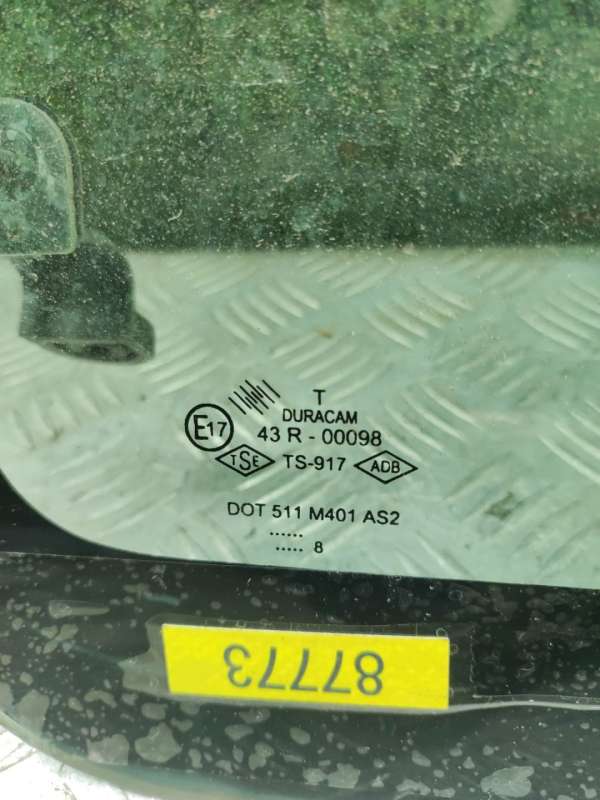 T
DURACAM
E17 43 R - 00098
TSE TS-917 ADB
DOT 511 M401 AS2
......
..... 8
87773